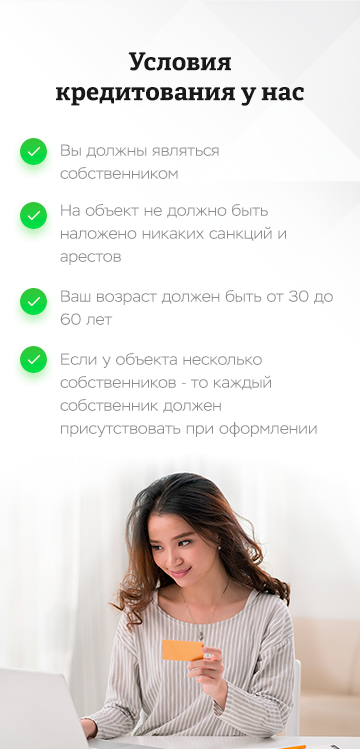 Условия
кредитования у нас
Вы должны являться
собственником
На объект не должно быть
наложено никаких санкций и
арестов
Ваш возраст должен быть от 30 до
60 лет
Если у объекта несколько
собственников - то каждый
собственник должен
присутствовать при оформлении